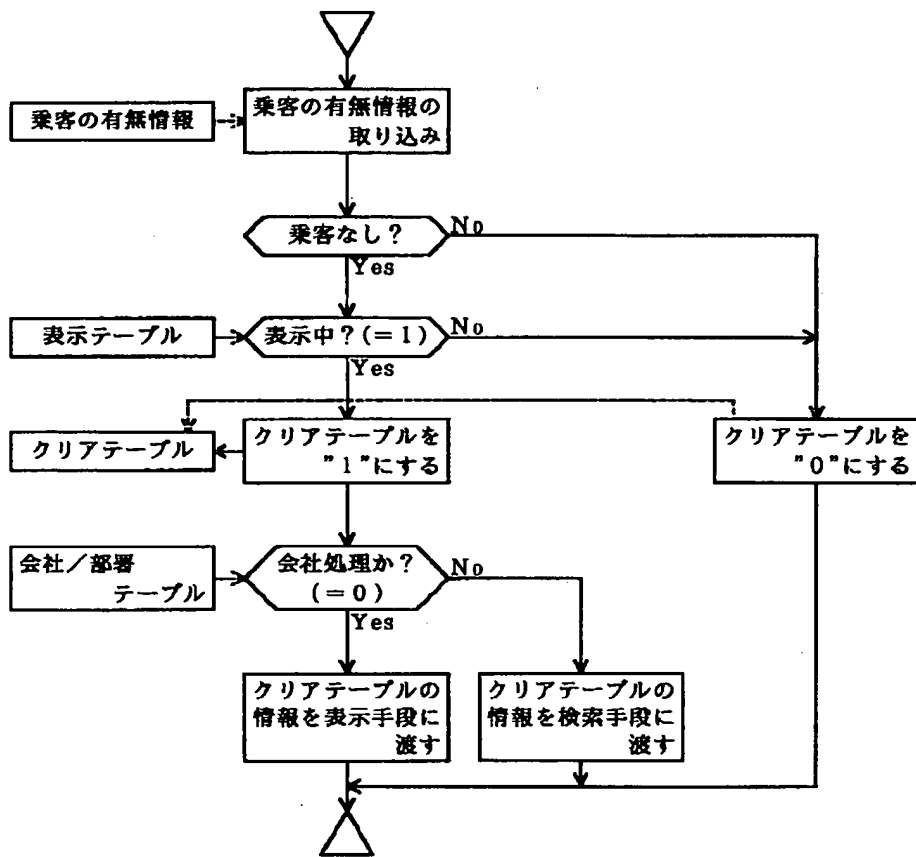 乗客の有無情報の
取り込み
乗客の有無情報
乗客なし?
No
Yes
表示テーブル
表示中?(=1)
No
Yes
クリアテーブル
クリアテーブルを
"1"にする
クリアテーブルを
"0"にする
会社/部署
テーブル
会社処理か?
(=0)
No
Yes
クリアテーブルの
情報を表示手段に
渡す
クリアテーブルの
情報を検索手段に
渡す